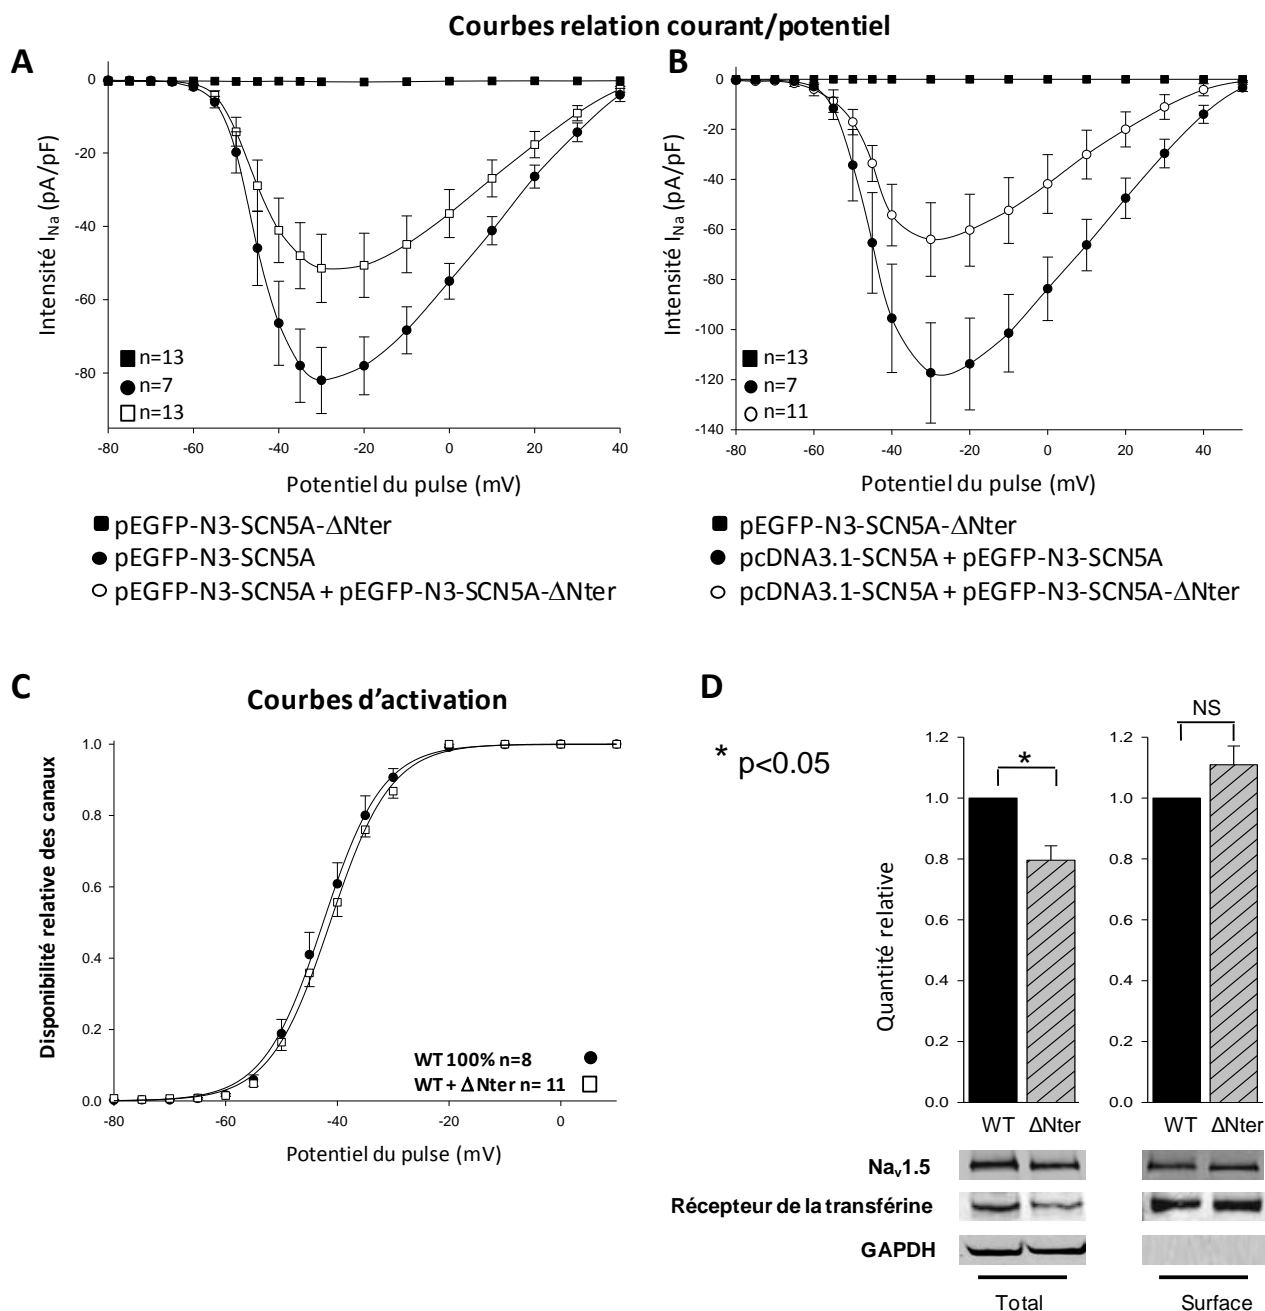 Courbes relation courant/potentiel
A
Intensité INa (pA/pF)
0
-20
-40
-60
-80
n=13
n=7
n=13
-80 -60 -40 -20 0 20 40
Potentiel du pulse (mV)
pEGFP-N3-SCN5A-ΔNter
pEGFP-N3-SCN5A
pEGFP-N3-SCN5A + pEGFP-N3-SCN5A-ΔNter
B
Intensité INa (pA/pF)
0
-20
-40
-60
-80
-100
-120
-140
n=13
n=7
n=11
-80 -60 -40 -20 0 20 40
Potentiel du pulse (mV)
pEGFP-N3-SCN5A-ΔNter
pcDNA3.1-SCN5A + pEGFP-N3-SCN5A
pcDNA3.1-SCN5A + pEGFP-N3-SCN5A-ΔNter
C
Courbes d’activation
Disponibilité relative des canaux
1.0
0.8
0.6
0.4
0.2
0.0
WT 100% n=8
WT + Δ Nter n= 11
-80 -60 -40 -20 0
Potentiel du pulse (mV)
D
* p<0.05
Quantité relative
1.2
1.0
0.8
0.6
0.4
0.2
0.0
*
WT ΔNter
NS
1.2
1.0
0.8
0.6
0.4
0.2
0.0
WT ΔNter
Nav1.5
Récepteur de la transférine
GAPDH
Total Surface